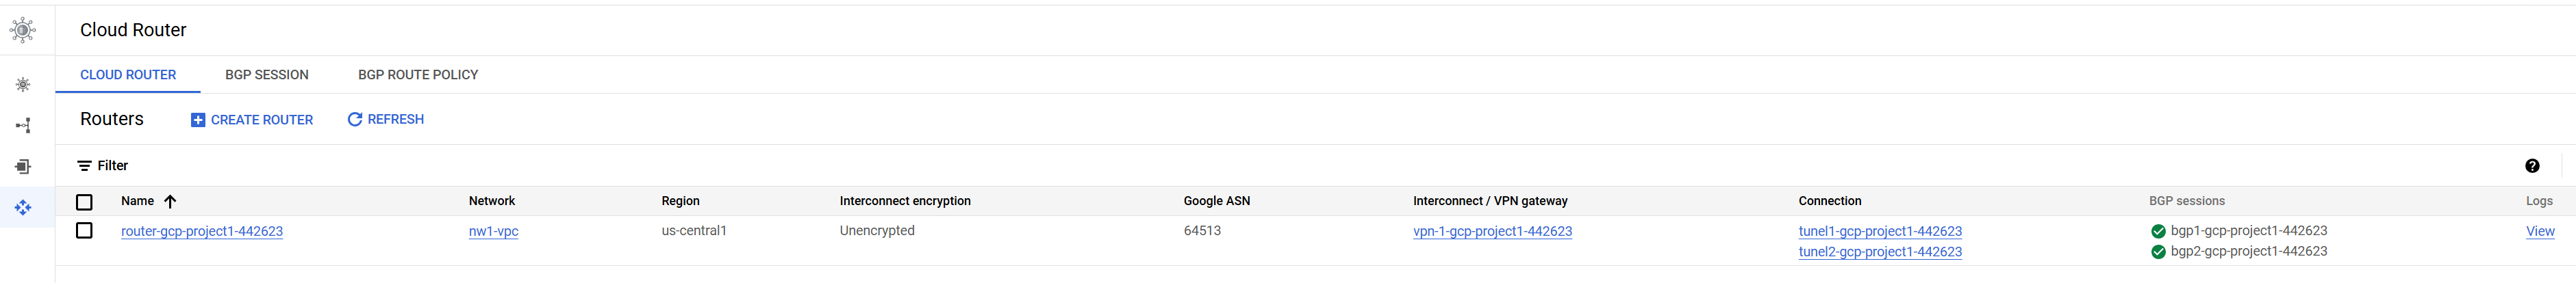 Cloud Router
CLOUD ROUTER BGP SESSION BGP ROUTE POLICY
Routers CREATE ROUTER REFRESH
Filter
Name Network Region Interconnect encryption Google ASN Interconnect / VPN gateway Connection BGP sessions Logs
router-gcp-project1-442623 nw1-vpc us-central1 Unencrypted 64513 vpn-1-gcp-project1-442623 tunel1-gcp-project1-442623 bgp1-gcp-project1-442623 View
tunel2-gcp-project1-442623 bgp2-gcp-project1-442623